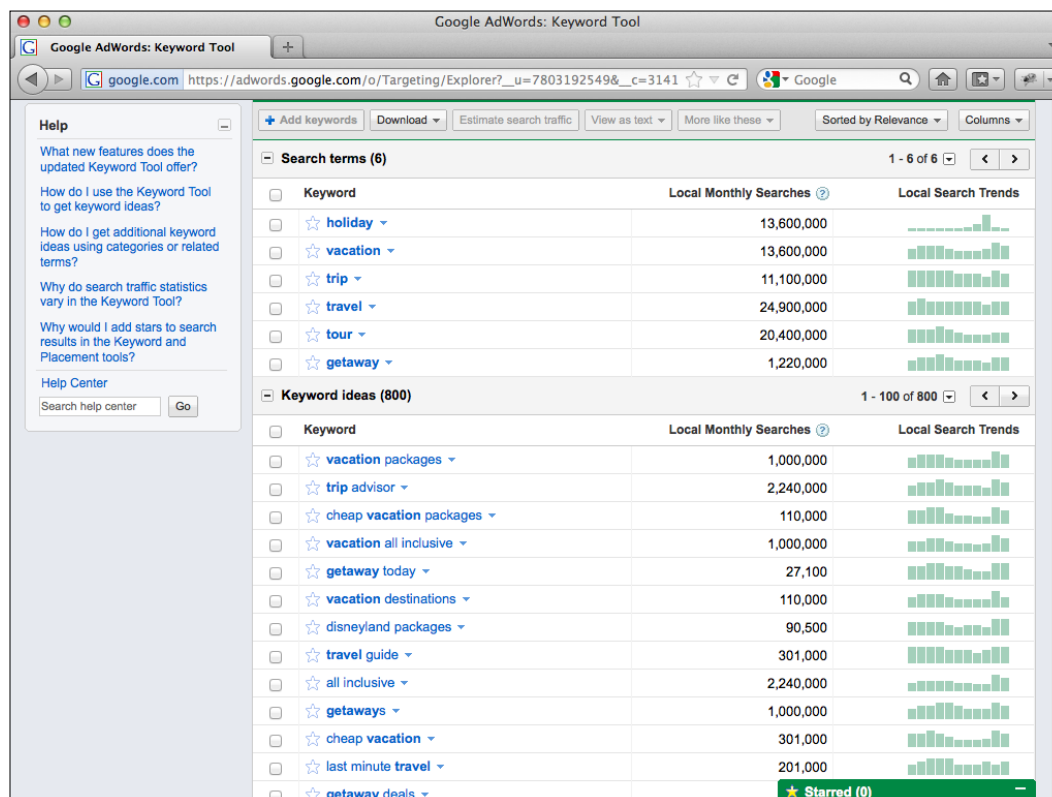 Google AdWords: Keyword Tool
Google AdWords: Keyword Tool
google.com https://adwords.google.com/o/Targeting/Explorer?__u=7803192549&__c=3141 Google
Help
What new features does the
updated Keyword Tool offer?
How do I use the Keyword Tool
to get keyword ideas?
How do I get additional keyword
ideas using categories or related
terms?
Why do search traffic statistics
vary in the Keyword Tool?
Why would I add stars to search
results in the Keyword and
Placement tools?
Help Center
Search help center Go
Add keywords Download Estimate search traffic View as text More like these Sorted by Relevance Columns
Search terms (6) 1 - 6 of 6
Keyword Local Monthly Searches ? Local Search Trends
holiday 13,600,000
vacation 13,600,000
trip 11,100,000
travel 24,900,000
tour 20,400,000
getaway 1,220,000
Keyword ideas (800) 1 - 100 of 800
Keyword Local Monthly Searches ? Local Search Trends
vacation packages 1,000,000
trip advisor 2,240,000
cheap vacation packages 110,000
vacation all inclusive 1,000,000
getaway today 27,100
vacation destinations 110,000
disneyland packages 90,500
travel guide 301,000
all inclusive 2,240,000
getaways 1,000,000
cheap vacation 301,000
last minute travel 201,000
getaway deals
Starred (0)